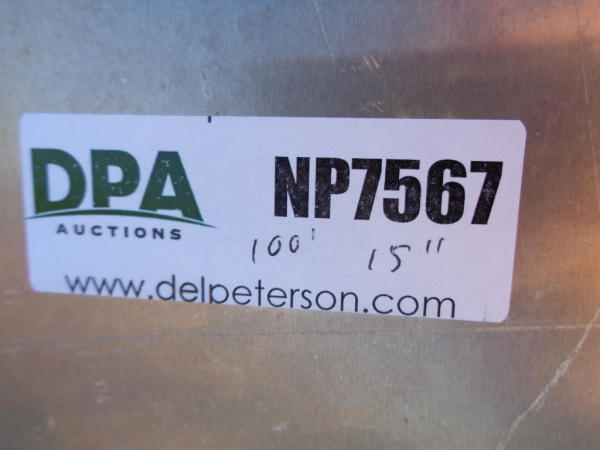 DPA
AUCTIONS
NP7567
100' 15"
www.delpeterson.com